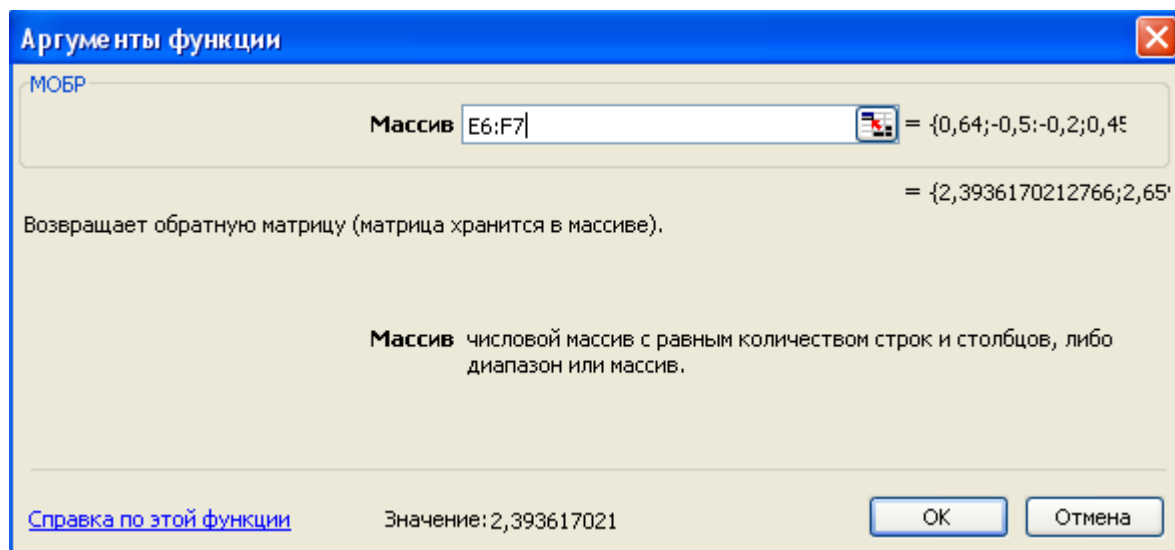 Аргументы функции
МОБР
Массив E6:F7 = {0,64;-0,5:-0,2;0,45
= {2,3936170212766;2,65
Возвращает обратную матрицу (матрица хранится в массиве).
Массив числовой массив с равным количеством строк и столбцов, либо
диапазон или массив.
Справка по этой функции Значение:2,393617021 ОК Отмена